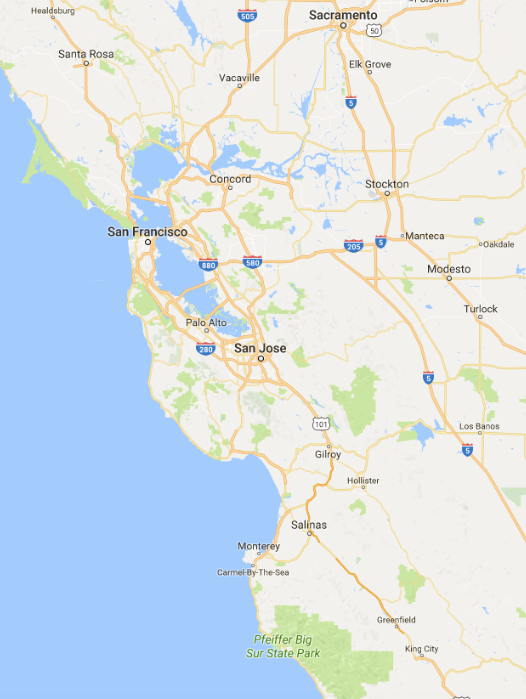 Healdsburg
505
Sacramento
50
Santa Rosa
Elk Grove
Vacaville
5
Concord
Stockton
San Francisco
Manteca
205
5
Oakdale
880
580
Modesto
Turlock
Palo Alto
280
San Jose
5
101
Los Banos
5
Gilroy
Hollister
Salinas
Monterey
Carmel-By-The-Sea
Greenfield
Pfeiffer Big
Sur State Park
King City